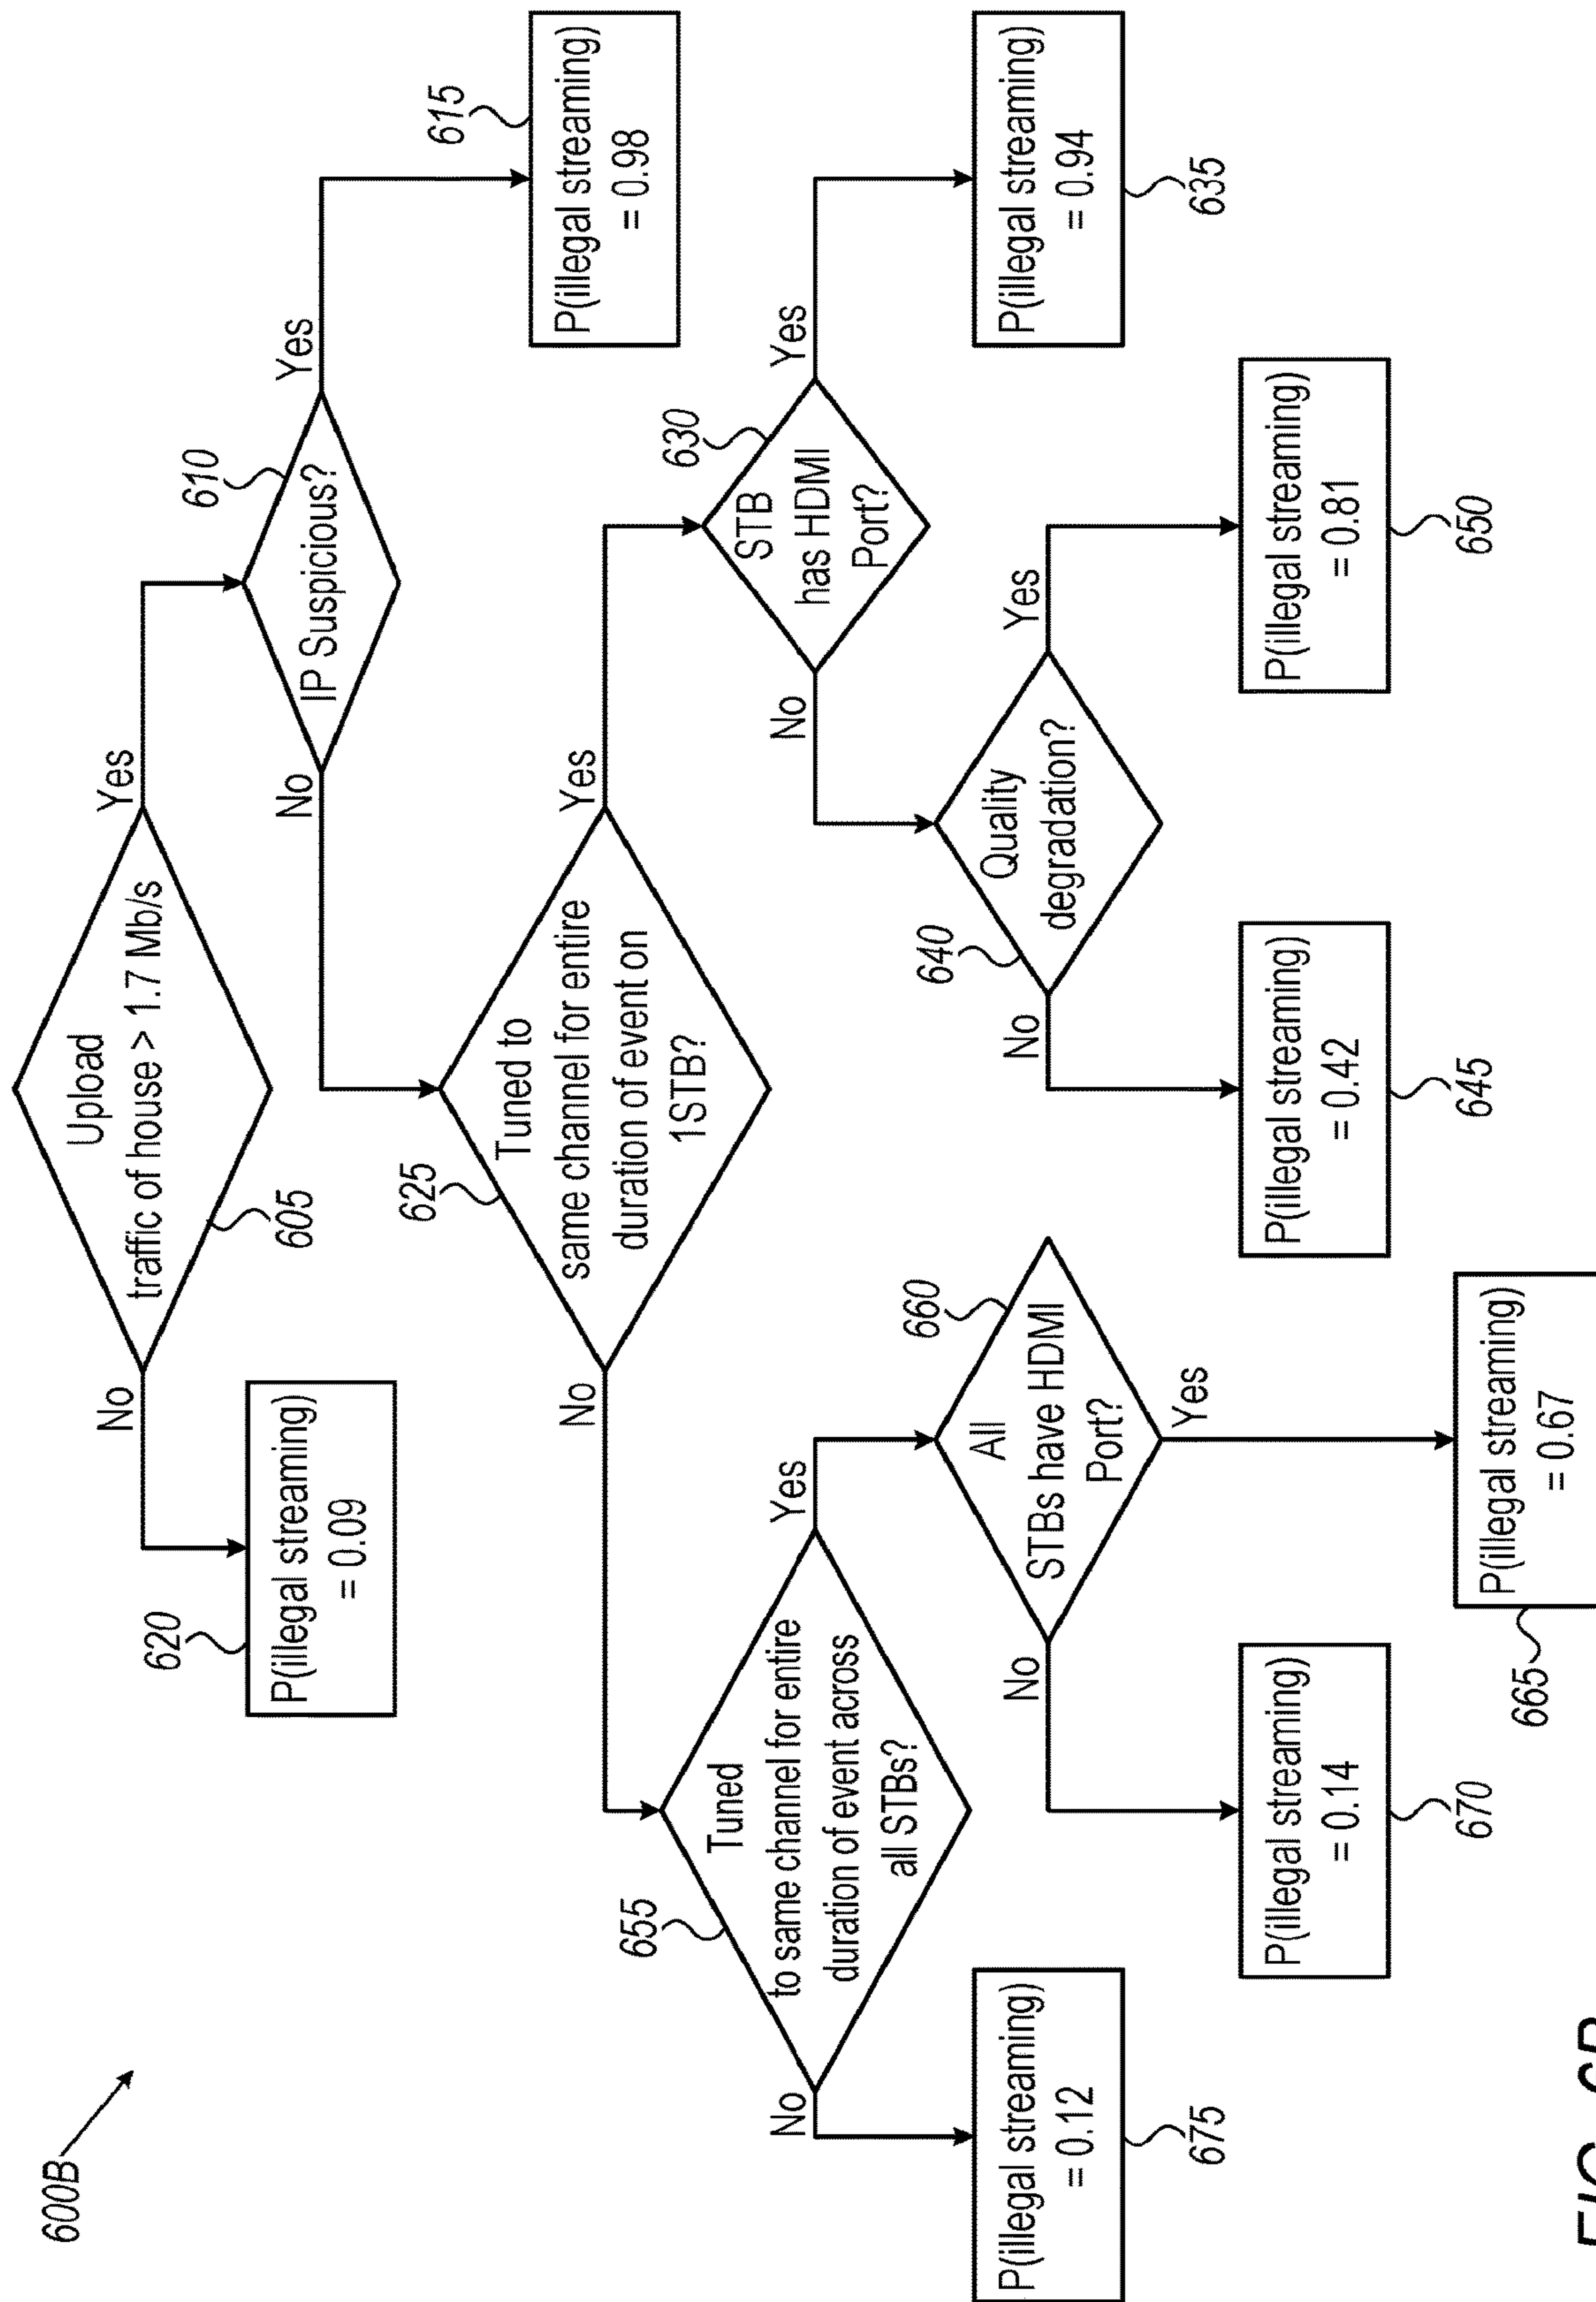 600B
Upload
traffic of house > 1.7 Mb/s
605
No
Yes
P(illegal streaming)
= 0.09
620
IP Suspicious?
610
No
Yes
P(illegal streaming)
= 0.98
615
Tuned to
same channel for entire
duration of event on
1STB?
625
No
Yes
STB
has HDMI
Port?
630
No
Yes
P(illegal streaming)
= 0.94
635
Quality
degradation?
640
No
Yes
P(illegal streaming)
= 0.42
645
P(illegal streaming)
= 0.81
650
Tuned
to same channel for entire
duration of event across
all STBs?
655
No
Yes
P(illegal streaming)
= 0.12
675
All
STBs have HDMI
Port?
660
No
Yes
P(illegal streaming)
= 0.14
670
P(illegal streaming)
= 0.67
665